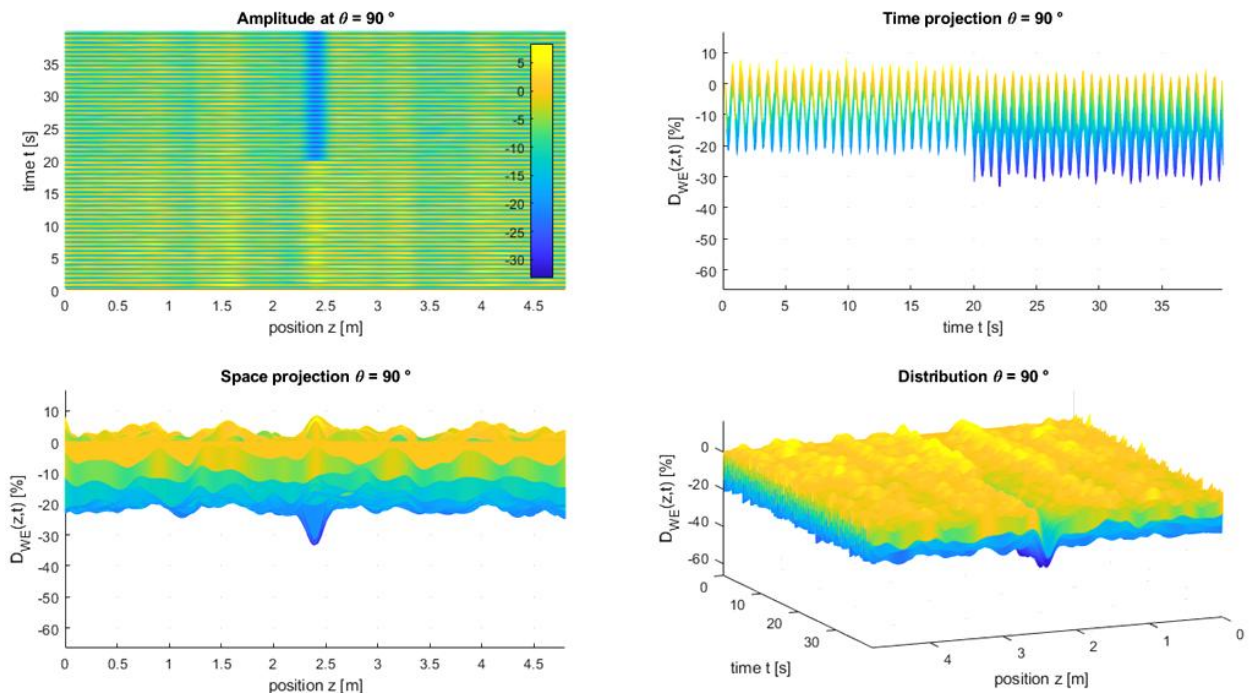 Amplitude at θ = 90 °
time t [s]
35
30
25
20
15
10
5
0
5
0
-5
-10
-15
-20
-25
-30
0 0.5 1 1.5 2 2.5 3 3.5 4 4.5
position z [m]
Time projection θ = 90 °
D_WE(z,t) [%]
10
0
-10
-20
-30
-40
-50
-60
0 5 10 15 20 25 30 35
time t [s]
Space projection θ = 90 °
D_WE(z,t) [%]
10
0
-10
-20
-30
-40
-50
-60
0 0.5 1 1.5 2 2.5 3 3.5 4 4.5
position z [m]
Distribution θ = 90 °
D_WE(z,t) [%]
0
-20
-40
-60
0
10
20
30
time t [s]
4 3 2 1 0
position z [m]